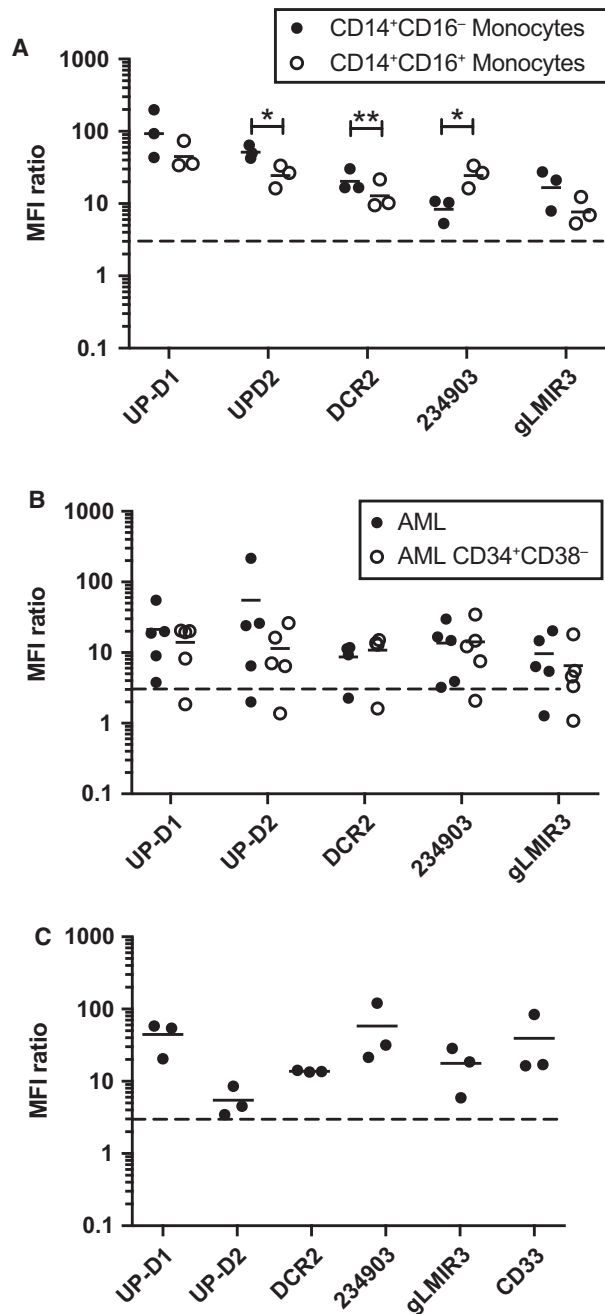 A
CD14⁺CD16⁻ Monocytes
CD14⁺CD16⁺ Monocytes
MFI ratio
1000
100
10
1
0.1
*
**
*
UP-D1
UPD2
DCR2
234903
gLMIR3
B
AML
AML CD34⁺CD38⁻
MFI ratio
1000
100
10
1
0.1
UP-D1
UP-D2
DCR2
234903
gLMIR3
C
MFI ratio
1000
100
10
1
0.1
UP-D1
UP-D2
DCR2
234903
gLMIR3
CD33